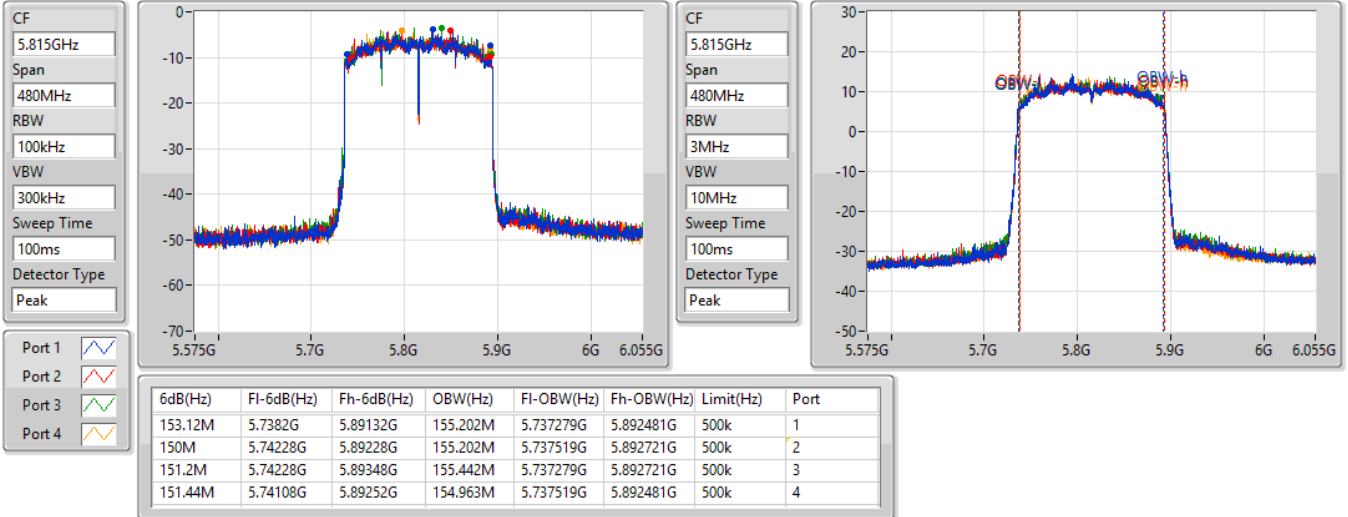 CF
5.815GHz
Span
480MHz
RBW
100kHz
VBW
300kHz
Sweep Time
100ms
Detector Type
Peak
0
-10
-20
-30
-40
-50
-60
-70
5.575G 5.7G 5.8G 5.9G 6G 6.055G
CF
5.815GHz
Span
480MHz
RBW
3MHz
VBW
10MHz
Sweep Time
100ms
Detector Type
Peak
30
20
10
0
-10
-20
-30
-40
-50
OBW-l OBW-h
5.575G 5.7G 5.8G 5.9G 6G 6.055G
Port 1
Port 2
Port 3
Port 4
6dB(Hz) Fl-6dB(Hz) Fh-6dB(Hz) OBW(Hz) Fl-OBW(Hz) Fh-OBW(Hz) Limit(Hz) Port
153.12M 5.7382G 5.89132G 155.202M 5.737279G 5.892481G 500k 1
150M 5.74228G 5.89228G 155.202M 5.737519G 5.892721G 500k 2
151.2M 5.74228G 5.89348G 155.442M 5.737279G 5.892721G 500k 3
151.44M 5.74108G 5.89252G 154.963M 5.737519G 5.892481G 500k 4